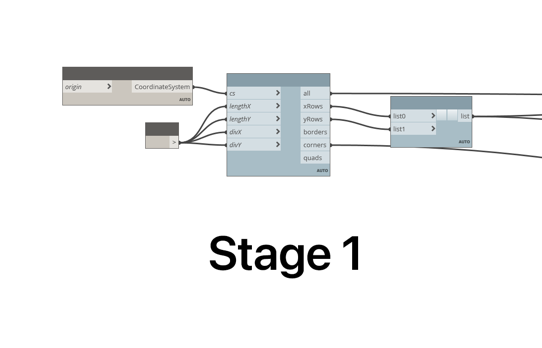 origin > CoordinateSystem
AUTO
>
cs > all
lengthX > xRows
lengthY > yRows
divX > borders
divY > corners
quads
AUTO
list0 > list
list1 >
AUTO
Stage 1